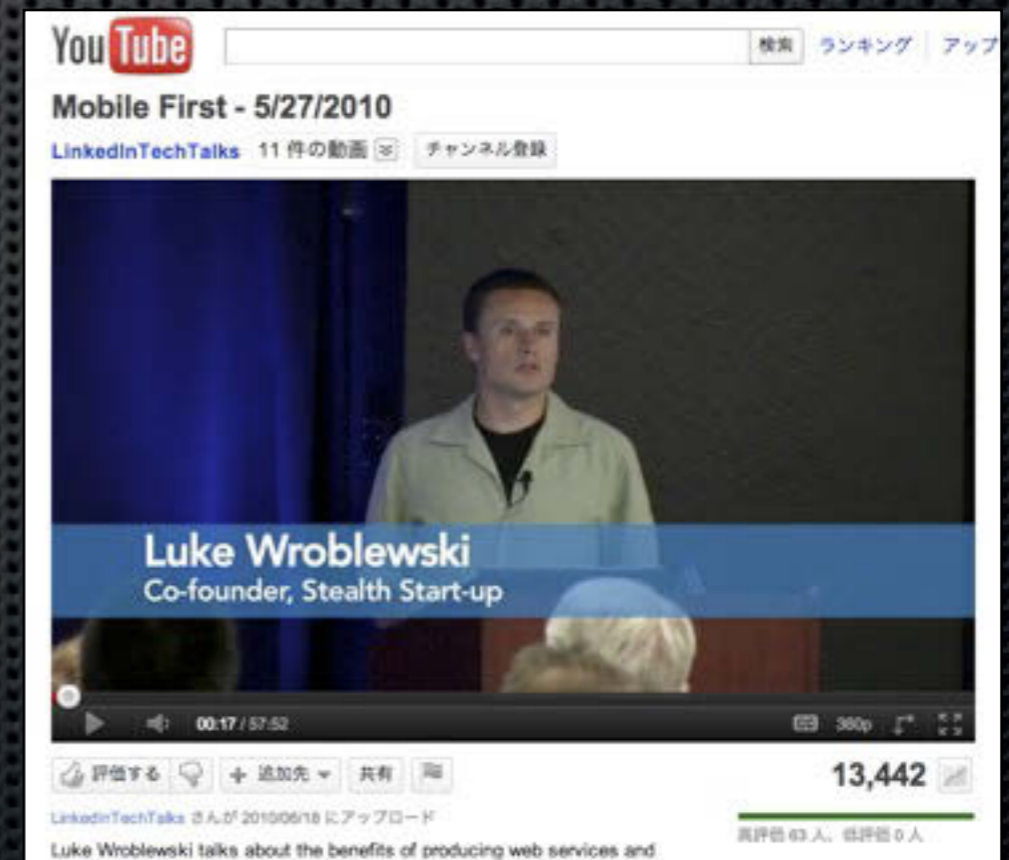 You Tube
検索 ランキング アップ
Mobile First - 5/27/2010
LinkedInTechTalks 11 件の動画 チャンネル登録
Luke Wroblewski
Co-founder, Stealth Start-up
00:17 / 57:52 360p
評価する 追加先 共有 13,442
LinkedInTechTalks さんが 2010/06/18 にアップロード
高評価 63 人、低評価 0 人
Luke Wroblewski talks about the benefits of producing web services and